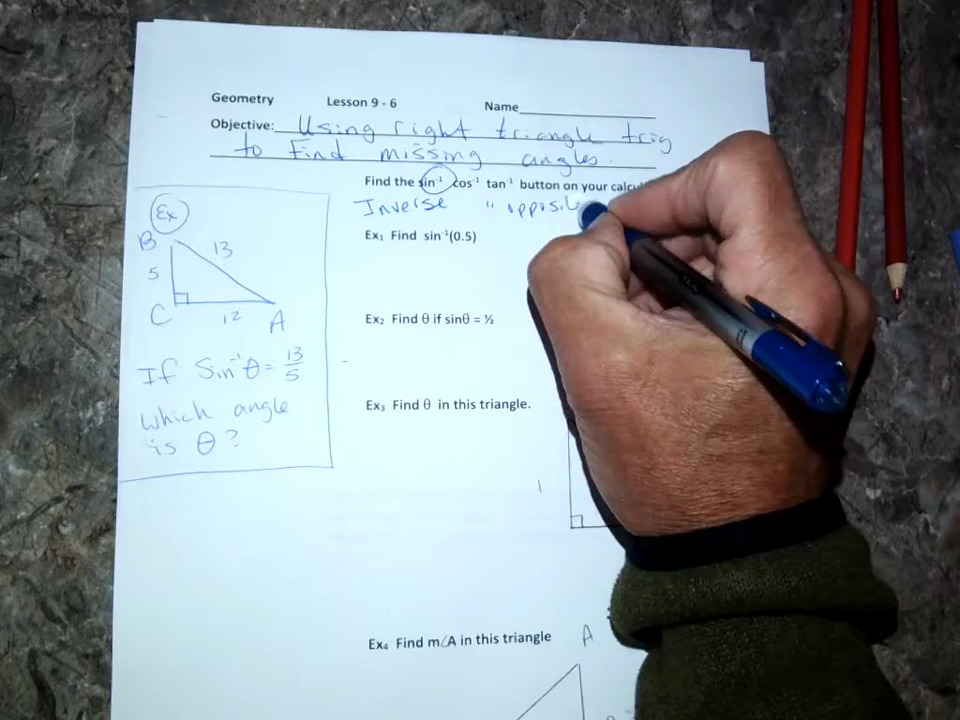 Geometry Lesson 9 - 6 Name
Objective: Using right triangle trig
to find missing angles.
Find the sin⁻¹ cos⁻¹ tan⁻¹ button on your
Inverse "
Ex₁ Find sin⁻¹(0.5)
Ex₂ Find θ if sinθ = ½
Ex₃ Find θ in this triangle.
1
Ex₄ Find m∠A in this triangle
A
Ex
B
13
5
C
12
A
If Sin⁻¹θ = 13/5
which angle
is θ?